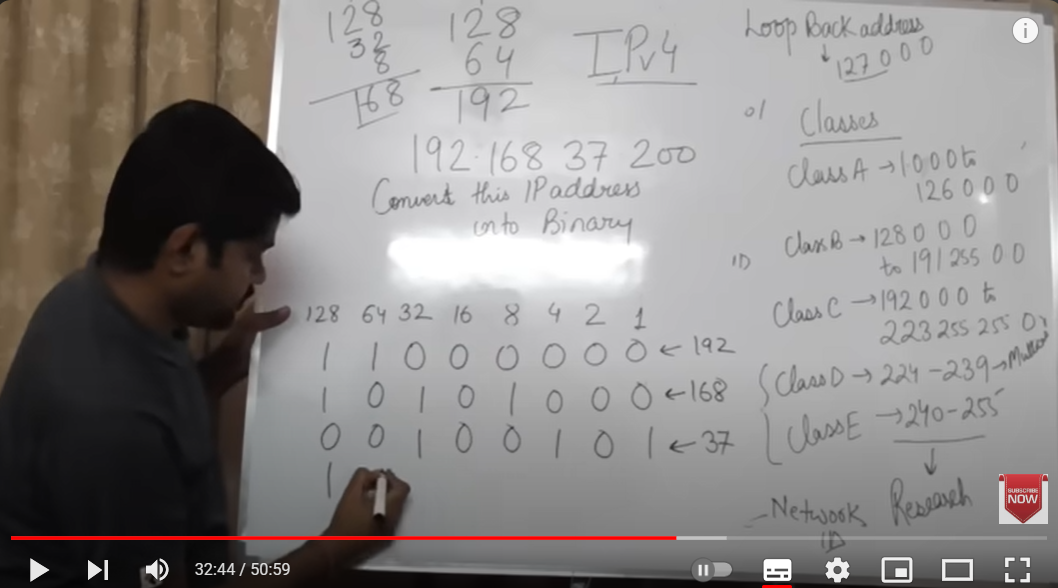 128
32
8
168
128
64
192
IPv4
192.168 37 200
Convert this IP address
into Binary
128 64 32 16 8 4 2 1
1 1 0 0 0 0 0 0 ← 192
1 0 1 0 1 0 0 0 ← 168
0 0 1 0 0 1 0 1 ← 37
1
Loop Back address
↓
127 0 0 0
Classes
Class A → 1 0 0 0 to
126 0 0 0
Class B → 128 0 0 0
to 191 255 0 0
Class C → 192 0 0 0 to
223 255 255 0
Class D → 224 - 239 →
Class E → 240 - 255
↓
Research
- Network
ID
SUBSCRIBE
NOW
32:44 / 50:59